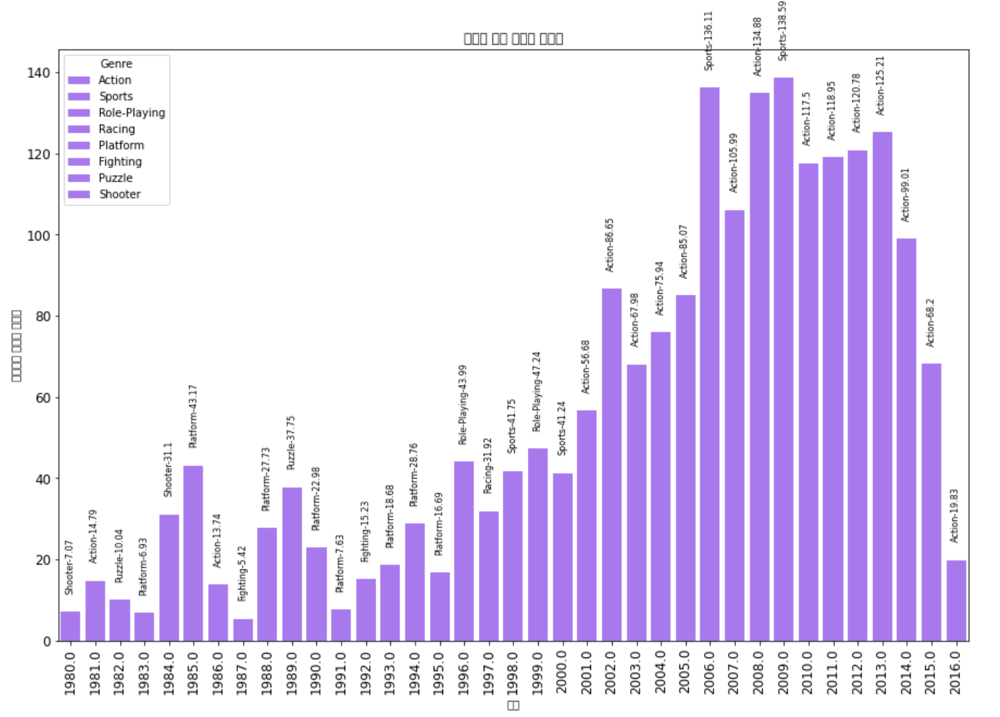 Genre
Action
Sports
Role-Playing
Racing
Platform
Fighting
Puzzle
Shooter
140
120
100
80
60
40
20
0
Shooter-7.07
Action-14.79
Puzzle-10.04
Platform-6.93
Shooter-31.1
Platform-43.17
Action-13.74
Fighting-5.42
Platform-27.73
Puzzle-37.75
Platform-22.98
Platform-7.63
Fighting-15.23
Platform-18.68
Platform-28.76
Platform-16.69
Role-Playing-43.99
Racing-31.92
Sports-41.75
Role-Playing-47.24
Sports-41.24
Action-56.68
Action-86.65
Action-67.98
Action-75.94
Action-85.07
Sports-136.11
Action-105.99
Action-134.88
Sports-138.59
Action-117.5
Action-118.95
Action-120.78
Action-125.21
Action-99.01
Action-68.2
Action-19.83
1980.0
1981.0
1982.0
1983.0
1984.0
1985.0
1986.0
1987.0
1988.0
1989.0
1990.0
1991.0
1992.0
1993.0
1994.0
1995.0
1996.0
1997.0
1998.0
1999.0
2000.0
2001.0
2002.0
2003.0
2004.0
2005.0
2006.0
2007.0
2008.0
2009.0
2010.0
2011.0
2012.0
2013.0
2014.0
2015.0
2016.0